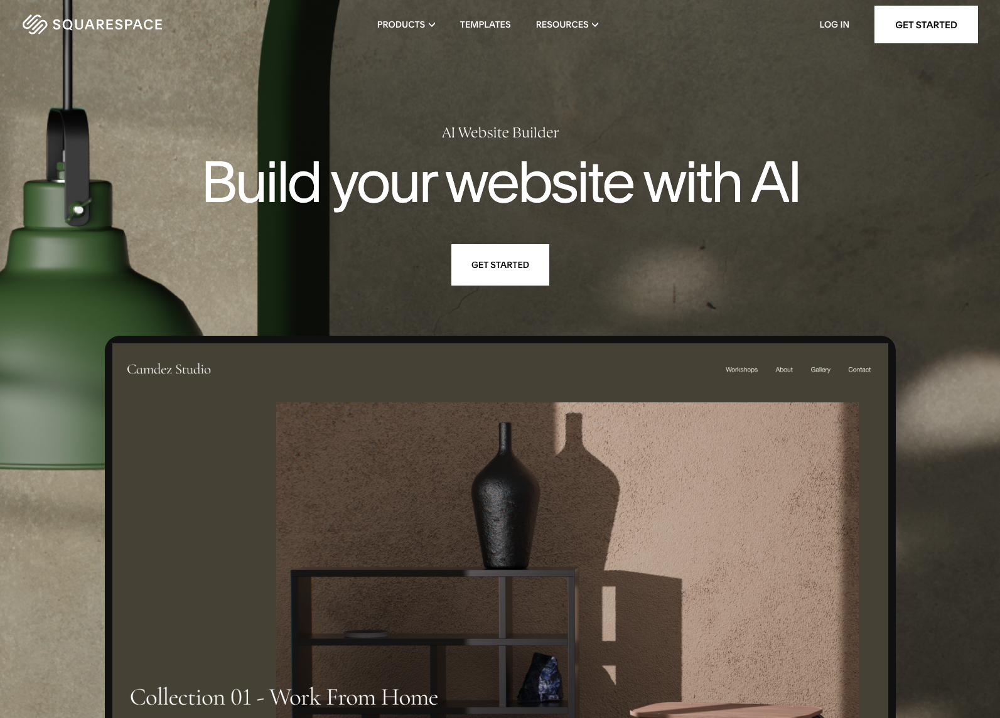 SQUARESPACE
PRODUCTS
TEMPLATES
RESOURCES
LOG IN
GET STARTED
AI Website Builder
Build your website with AI
GET STARTED
Camdez Studio
Workshops
About
Gallery
Contact
Collection 01 - Work From Home